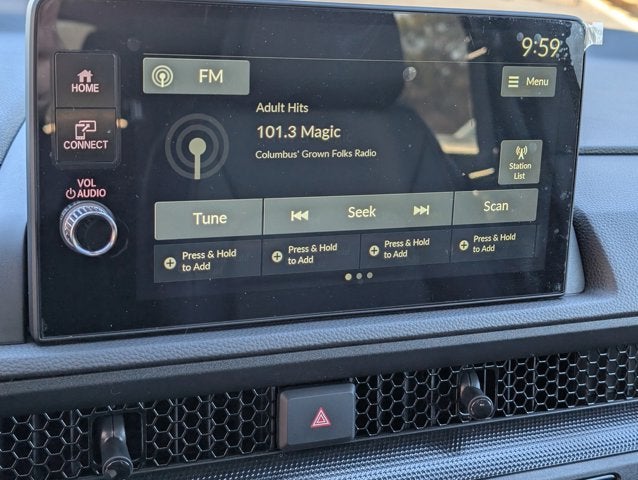 9:59
HOME
FM
Menu
Adult Hits
101.3 Magic
Columbus' Grown Folks Radio
CONNECT
Station
List
VOL
AUDIO
Tune
Seek
Scan
Press & Hold
to Add
Press & Hold
to Add
Press & Hold
to Add
Press & Hold
to Add